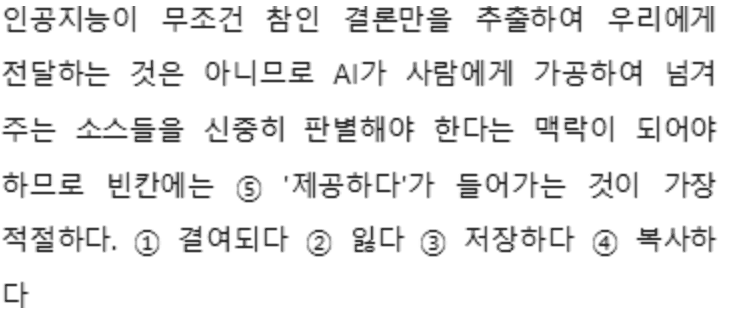 인공지능이 무조건 참인 결론만을 추출하여 우리에게
전달하는 것은 아니므로 AI가 사람에게 가공하여 넘겨
주는 소스들을 신중히 판별해야 한다는 맥락이 되어야
하므로 빈칸에는 ⑤ '제공하다'가 들어가는 것이 가장
적절하다. ① 결여되다 ② 잃다 ③ 저장하다 ④ 복사하
다